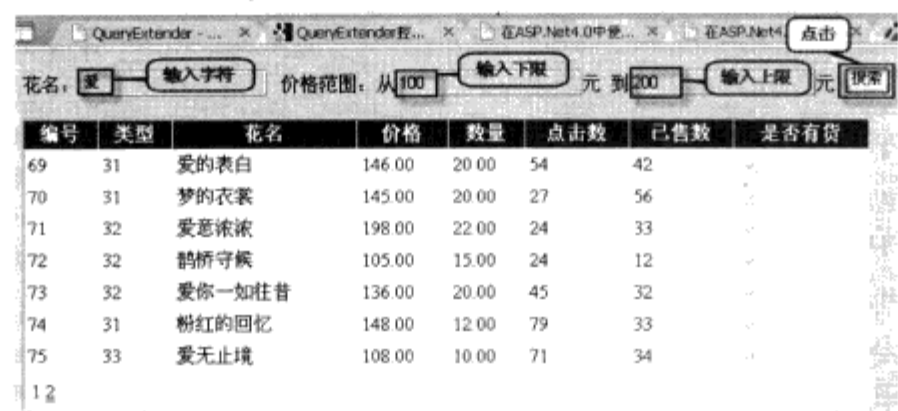 QueryExtender - ... × QueryExtender控... × 在ASP.Net4.0中使... × 在ASP.Net4 点击 ×
花名: 爱 输入字符 价格范围: 从 100 输入下限 元 到 200 输入上限 元 搜索
编号 类型 花名 价格 数量 点击数 已售数 是否有货
69 31 爱的表白 146.00 20.00 54 42
70 31 梦的衣裳 145.00 20.00 27 56
71 32 爱意浓浓 198.00 22.00 24 33
72 32 鹊桥守候 105.00 15.00 24 12
73 32 爱你一如往昔 136.00 20.00 45 32
74 31 粉红的回忆 148.00 12.00 79 33
75 33 爱无止境 108.00 10.00 71 34
1 2